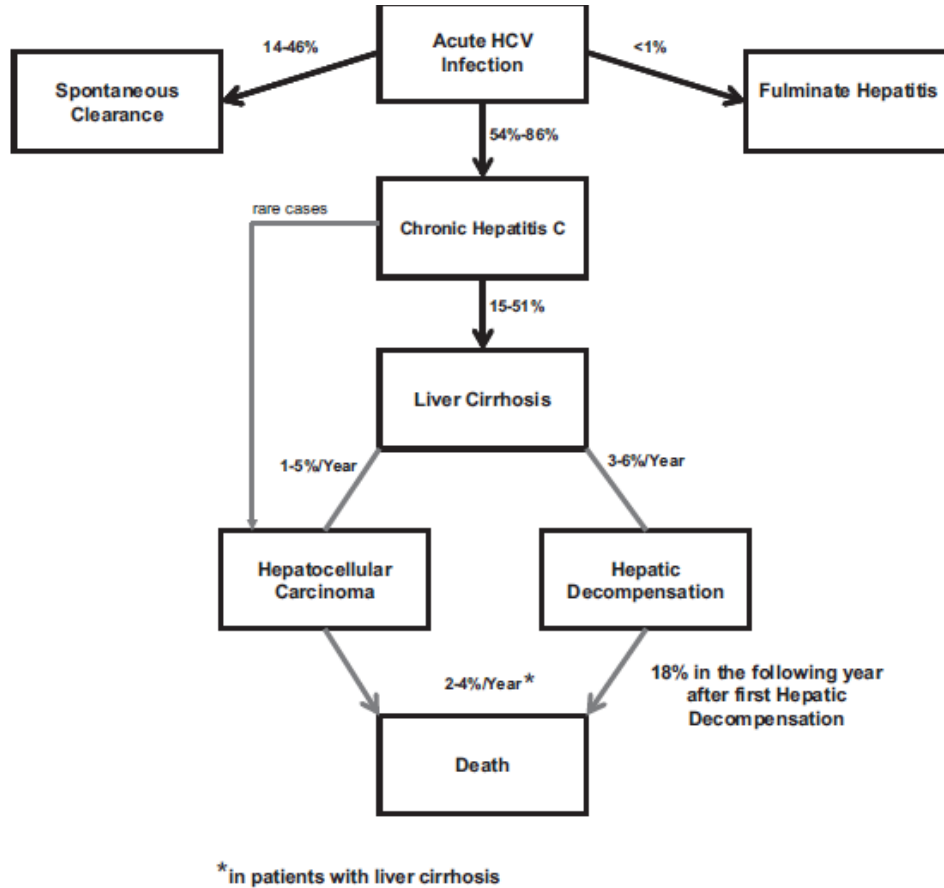 Acute HCV
Infection
14-46%
<1%
Spontaneous
Clearance
Fulminate Hepatitis
54%-86%
rare cases
Chronic Hepatitis C
15-51%
Liver Cirrhosis
1-5%/Year
3-6%/Year
Hepatocellular
Carcinoma
Hepatic
Decompensation
2-4%/Year*
18% in the following year
after first Hepatic
Decompensation
Death
*in patients with liver cirrhosis